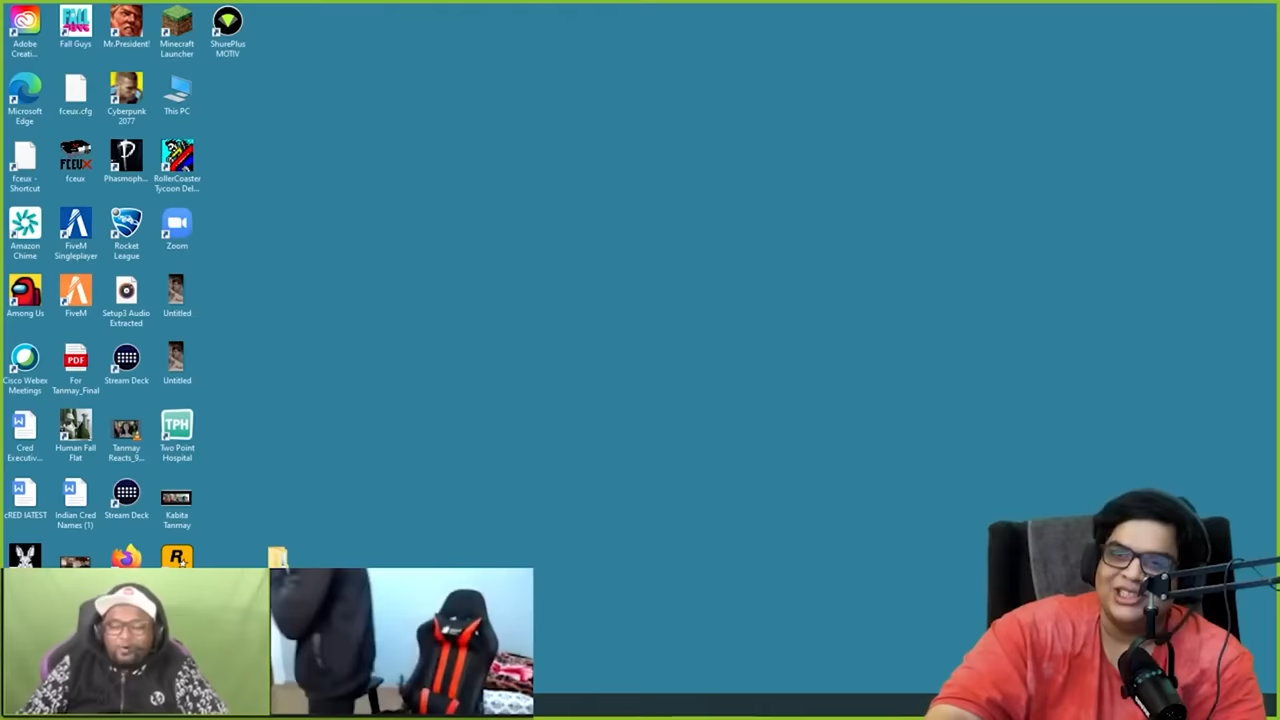 Adobe
Creati...
Fall Guys
Mr.President!
Minecraft
Launcher
ShurePlus
MOTIV
Microsoft
Edge
fceux.cfg
Cyberpunk
2077
This PC
fceux -
Shortcut
FCEUX
fceux
Phasmoph...
RollerCoaster
Tycoon Del...
Amazon
Chime
FiveM
Singleplayer
Rocket
League
Zoom
Among Us
FiveM
Setup3 Audio
Extracted
Untitled
Cisco Webex
Meetings
PDF
For
Tanmay_Final
Stream Deck
Untitled
Cred
Executiv...
Human Fall
Flat
Tanmay
Reacts_9...
TPH
Two Point
Hospital
cRED lATEST
Indian Cred
Names (1)
Stream Deck
Kabita
Tanmay